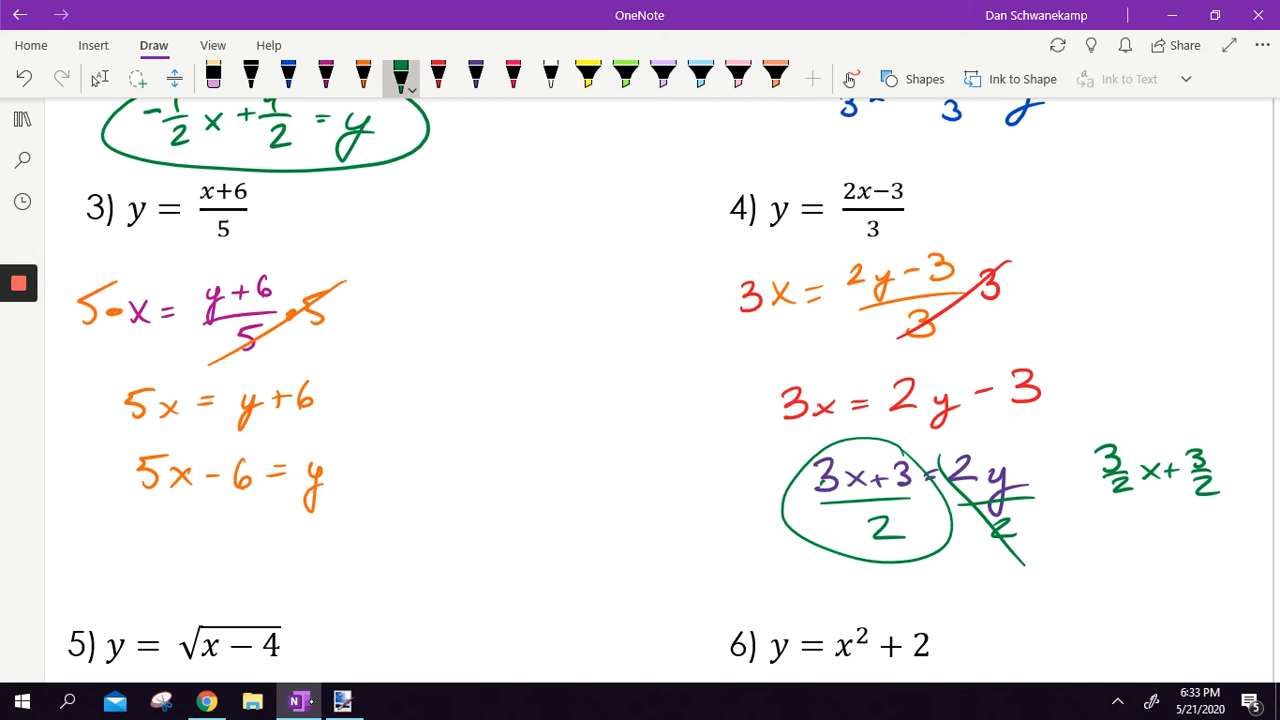 OneNote
Dan Schwanekamp
Home Insert Draw View Help
Share
Shapes
Ink to Shape
Ink to Text
-1/2 x + /2 = y
3 3 y
3) y = (x+6)/5
5·x = (y+6)/5 ·5
5x = y+6
5x - 6 = y
4) y = (2x−3)/3
3x = (2y-3)/3 3
3x = 2y - 3
(3x+3)/2 = 2y/2
3/2 x + 3/2
5) y = √(x − 4)
6) y = x² + 2
6:33 PM
5/21/2020
5